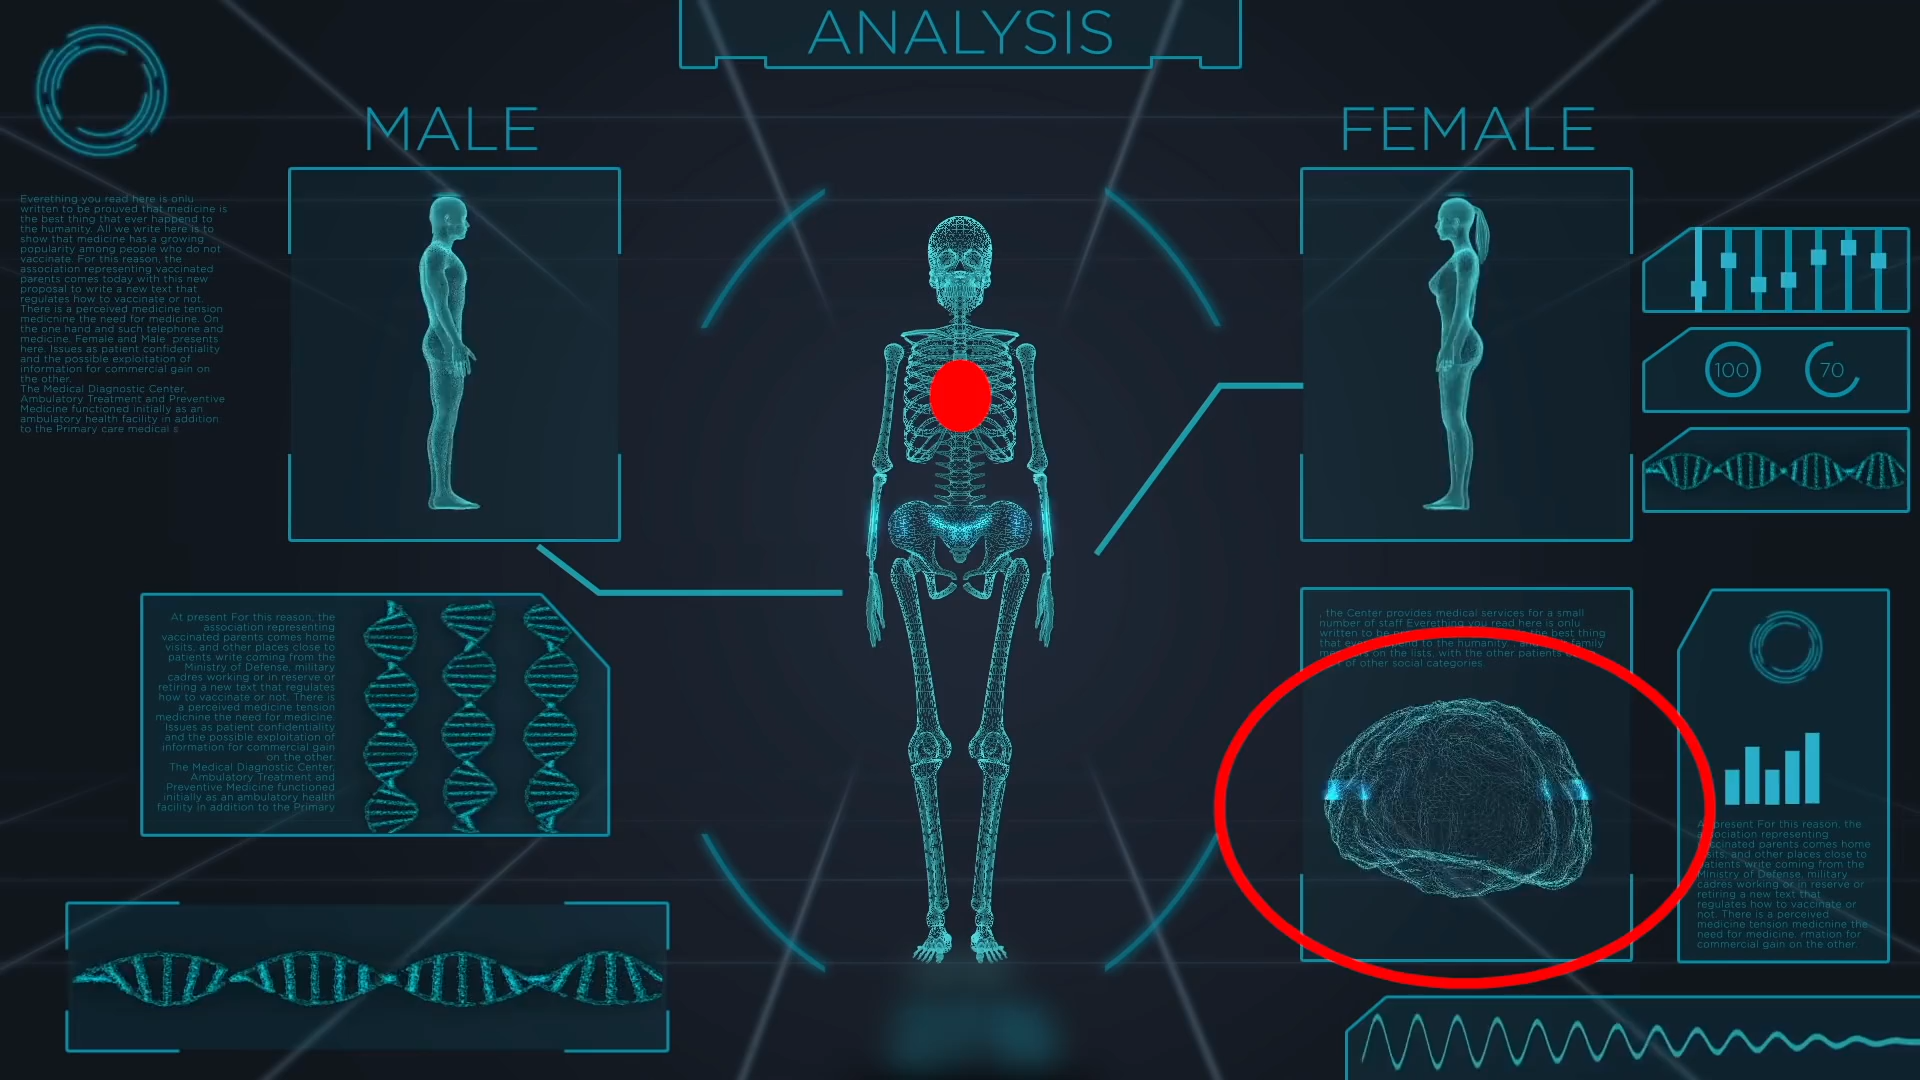 ANALYSIS
MALE
FEMALE
Everething you read here is onlu
written to be prouved that medicine is
the best thing that ever happend to
the humanity. All we write here is to
show that medicine has a growing
popularity among people who do not
vaccinate. For this reason, the
association representing vaccinated
parents comes today with this new
proposal to write a new text that
regulates how to vaccinate or not.
There is a perceived medicine tension
medicnine the need for medicine. On
the one hand and such telephone and
medicine. Female and Male presents
here. Issues as patient confidentiality
and the possible exploitation of
information for commercial gain on
the other.
The Medical Diagnostic Center,
Ambulatory Treatment and Preventive
Medicine functioned initially as an
ambulatory health facility in addition
to the Primary care medical s
100
70
At present For this reason, the
association representing
vaccinated parents comes home
visits, and other places close to
patients write coming from the
Ministry of Defense, military
cadres working or in reserve or
retiring a new text that regulates
how to vaccinate or not. There is
a perceived medicine tension
medicnine the need for medicine.
Issues as patient confidentiality
and the possible exploitation of
information for commercial gain
on the other.
The Medical Diagnostic Center,
Ambulatory Treatment and
Preventive Medicine functioned
initially as an ambulatory health
facility in addition to the Primary
, the Center provides medical services for a small
number of staff Everething you read here is onlu
written to be the best thing
that to the humanity. , and family
on the lists, with the other patients
of other social categories
At present For this reason, the
association representing
vaccinated parents comes home
visits, and other places close to
patients write coming from the
Ministry of Defense, military
cadres working or in reserve or
retiring a new text that
regulates how to vaccinate or
not. There is a perceived
medicine tension medicnine the
need for medicine. rmation for
commercial gain on the other.